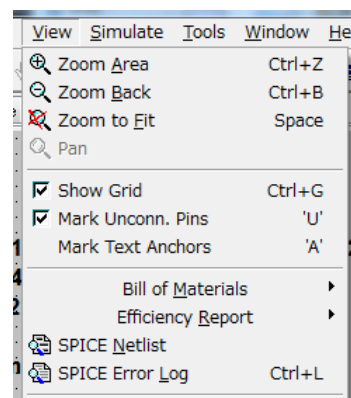 View Simulate Tools Window He
Zoom Area Ctrl+Z
Zoom Back Ctrl+B
Zoom to Fit Space
Pan
Show Grid Ctrl+G
Mark Unconn. Pins 'U'
Mark Text Anchors 'A'
Bill of Materials
Efficiency Report
SPICE Netlist
SPICE Error Log Ctrl+L